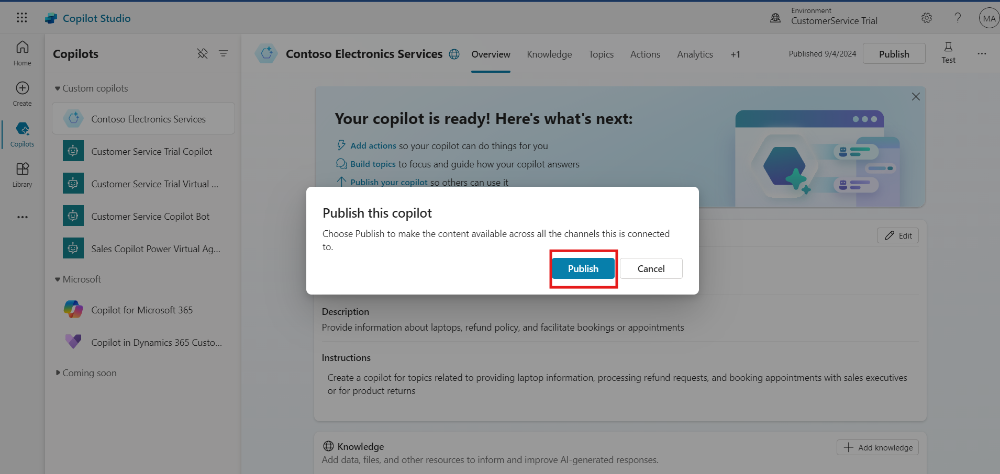 Copilot Studio
Environment
CustomerService Trial
?
MA
Home
Create
Copilots
Library
Copilots
Custom copilots
Contoso Electronics Services
Customer Service Trial Copilot
Customer Service Trial Virtual ...
Customer Service Copilot Bot
Sales Copilot Power Virtual Ag...
Microsoft
Copilot for Microsoft 365
Copilot in Dynamics 365 Custo...
Coming soon
Contoso Electronics Services
Overview
Knowledge
Topics
Actions
Analytics
+1
Published 9/4/2024
Publish
Test
Your copilot is ready! Here's what's next:
Add actions so your copilot can do things for you
Build topics to focus and guide how your copilot answers
Publish your copilot so others can use it
Publish this copilot
Choose Publish to make the content available across all the channels this is connected
to.
Publish
Cancel
Edit
Description
Provide information about laptops, refund policy, and facilitate bookings or appointments
Instructions
Create a copilot for topics related to providing laptop information, processing refund requests, and booking appointments with sales executives
or for product returns
Knowledge
Add knowledge
Add data, files, and other resources to inform and improve AI-generated responses.